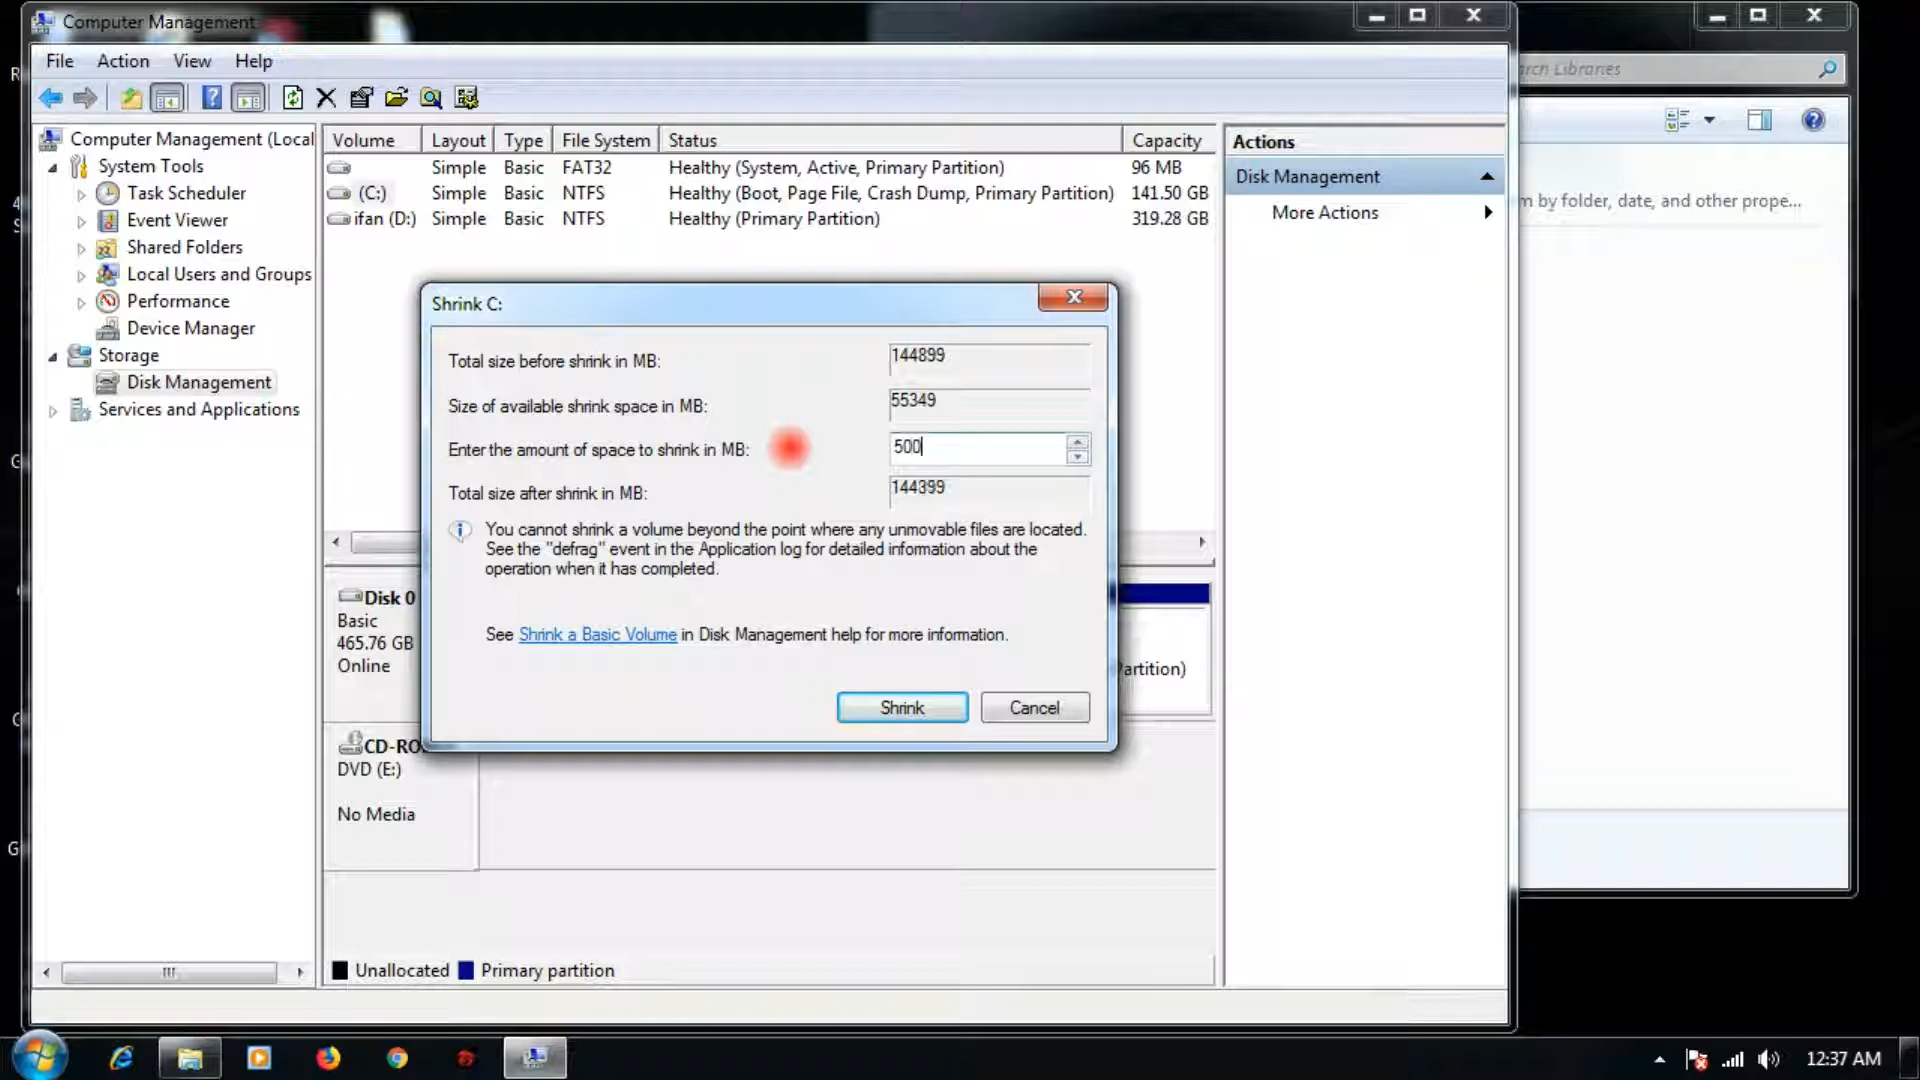 Computer Management
File Action View Help
Computer Management (Local
System Tools
Task Scheduler
Event Viewer
Shared Folders
Local Users and Groups
Performance
Device Manager
Storage
Disk Management
Services and Applications
Volume Layout Type File System Status Capacity
Simple Basic FAT32 Healthy (System, Active, Primary Partition) 96 MB
(C:) Simple Basic NTFS Healthy (Boot, Page File, Crash Dump, Primary Partition) 141.50 GB
ifan (D:) Simple Basic NTFS Healthy (Primary Partition) 319.28 GB
Actions
Disk Management
More Actions
rch Libraries
m by folder, date, and other prope...
Shrink C:
Total size before shrink in MB: 144899
Size of available shrink space in MB: 55349
Enter the amount of space to shrink in MB: 500
Total size after shrink in MB: 144399
You cannot shrink a volume beyond the point where any unmovable files are located.
See the "defrag" event in the Application log for detailed information about the
operation when it has completed.
See Shrink a Basic Volume in Disk Management help for more information.
Shrink Cancel
Disk 0
Basic
465.76 GB
Online
Partition)
CD-RO
DVD (E:)
No Media
Unallocated Primary partition
12:37 AM